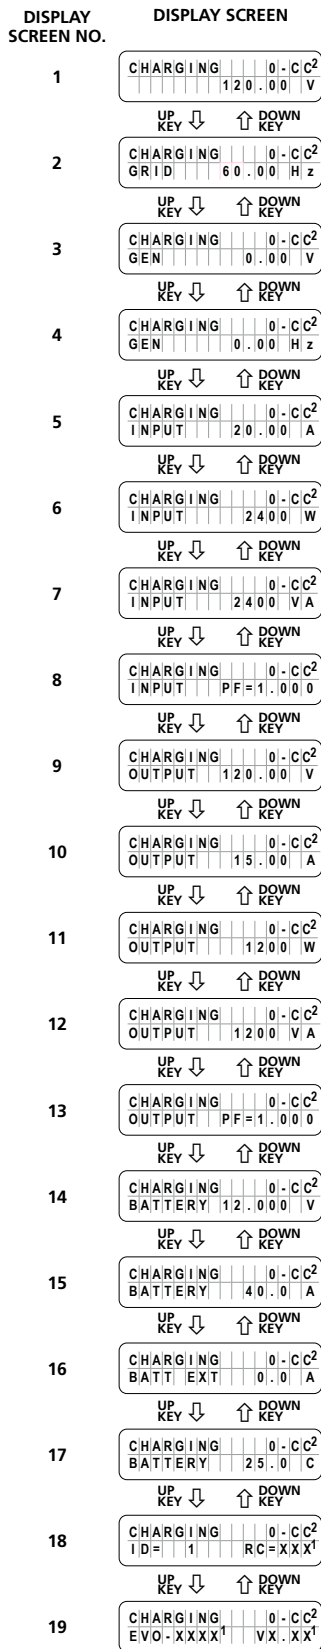 DISPLAY SCREEN NO.
DISPLAY SCREEN
1
CHARGING 0-CC2
120.00 V
UP KEY DOWN KEY
2
CHARGING 0-CC2
GRID 60.00 Hz
UP KEY DOWN KEY
3
CHARGING 0-CC2
GEN 0.00 V
UP KEY DOWN KEY
4
CHARGING 0-CC2
GEN 0.00 Hz
UP KEY DOWN KEY
5
CHARGING 0-CC2
INPUT 20.00 A
UP KEY DOWN KEY
6
CHARGING 0-CC2
INPUT 2400 W
UP KEY DOWN KEY
7
CHARGING 0-CC2
INPUT 2400 VA
UP KEY DOWN KEY
8
CHARGING 0-CC2
INPUT PF=1.000
UP KEY DOWN KEY
9
CHARGING 0-CC2
OUTPUT 120.00 V
UP KEY DOWN KEY
10
CHARGING 0-CC2
OUTPUT 15.00 A
UP KEY DOWN KEY
11
CHARGING 0-CC2
OUTPUT 1200 W
UP KEY DOWN KEY
12
CHARGING 0-CC2
OUTPUT 1200 VA
UP KEY DOWN KEY
13
CHARGING 0-CC2
OUTPUT PF=1.000
UP KEY DOWN KEY
14
CHARGING 0-CC2
BATTERY 12.000 V
UP KEY DOWN KEY
15
CHARGING 0-CC2
BATTERY 40.0 A
UP KEY DOWN KEY
16
CHARGING 0-CC2
BATT EXT 0.0 A
UP KEY DOWN KEY
17
CHARGING 0-CC2
BATTERY 25.0 C
UP KEY DOWN KEY
18
CHARGING 0-CC2
ID= 1 RC=XXX1
UP KEY DOWN KEY
19
CHARGING 0-CC2
EVO-XXXX1 VX.XX1